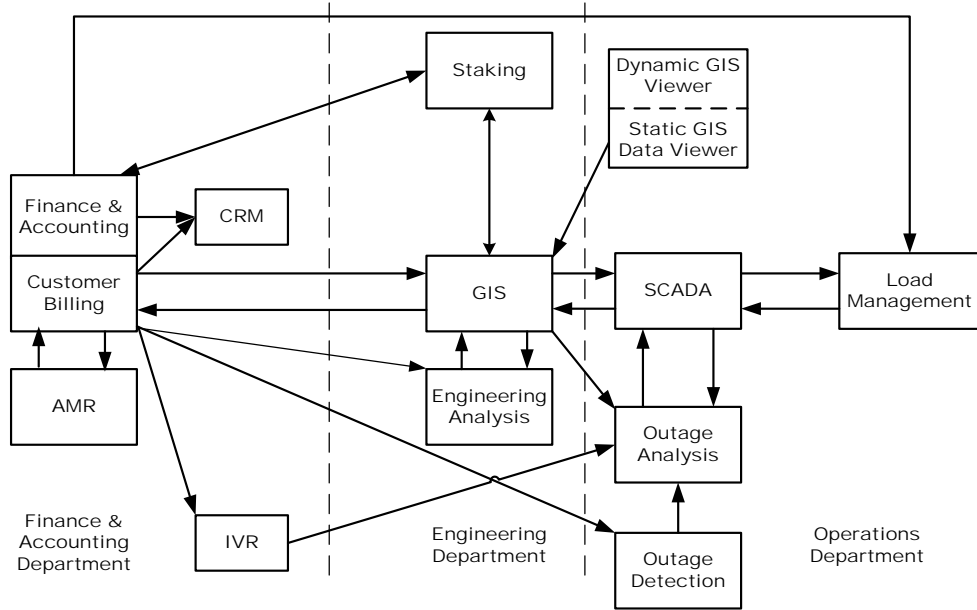 Staking
Dynamic GIS
Viewer
Static GIS
Data Viewer
Finance &
Accounting
CRM
Customer
Billing
GIS
SCADA
Load
Management
AMR
Engineering
Analysis
Outage
Analysis
Finance &
Accounting
Department
IVR
Engineering
Department
Outage
Detection
Operations
Department